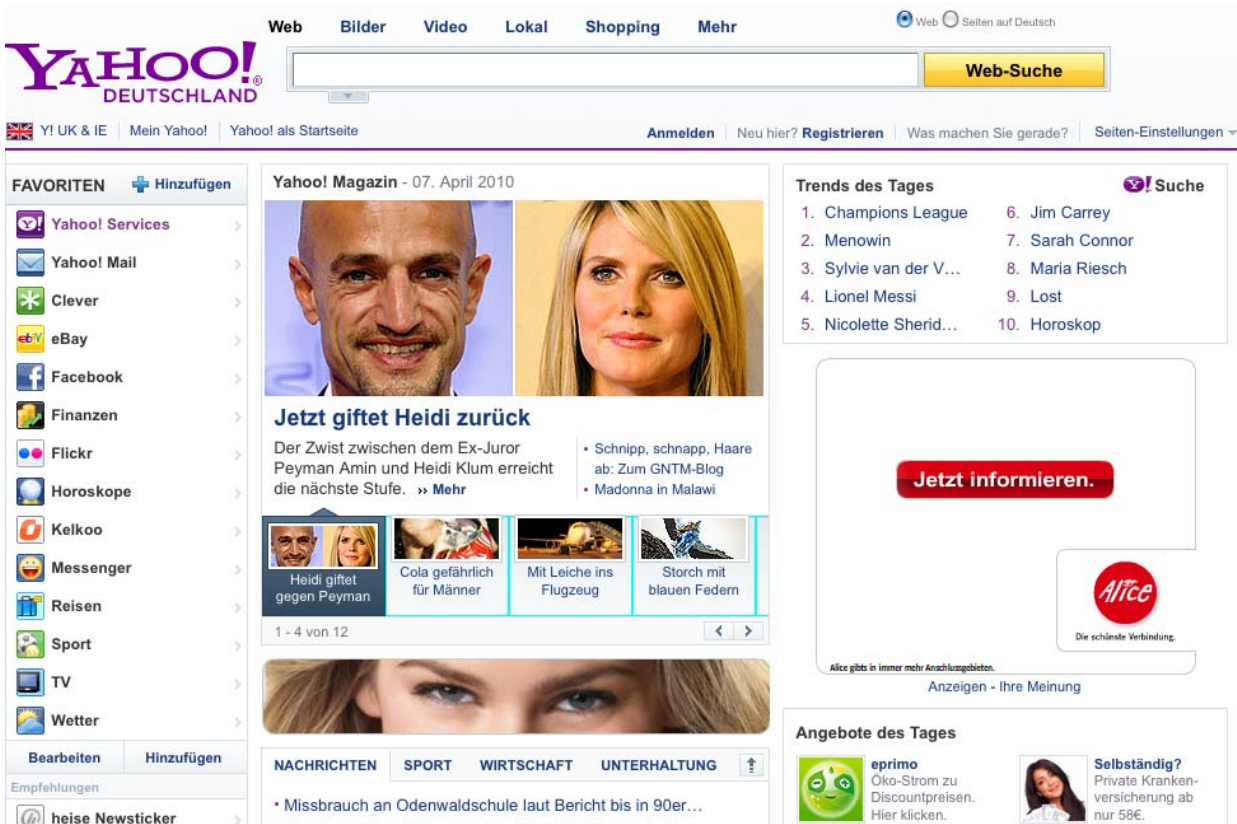 Web Bilder Video Lokal Shopping Mehr
Web Seiten auf Deutsch
YAHOO!®
DEUTSCHLAND
Web-Suche
Y! UK & IE Mein Yahoo! Yahoo! als Startseite
Anmelden Neu hier? Registrieren Was machen Sie gerade? Seiten-Einstellungen
FAVORITEN Hinzufügen
Yahoo! Services
Yahoo! Mail
Clever
eBay
Facebook
Finanzen
Flickr
Horoskope
Kelkoo
Messenger
Reisen
Sport
TV
Wetter
Bearbeiten Hinzufügen
Empfehlungen
heise Newsticker
Yahoo! Magazin - 07. April 2010
Jetzt giftet Heidi zurück
Der Zwist zwischen dem Ex-Juror
Peyman Amin und Heidi Klum erreicht
die nächste Stufe. » Mehr
• Schnipp, schnapp, Haare
ab: Zum GNTM-Blog
• Madonna in Malawi
Heidi giftet
gegen Peyman
Cola gefährlich
für Männer
Mit Leiche ins
Flugzeug
Storch mit
blauen Federn
1 - 4 von 12
NACHRICHTEN SPORT WIRTSCHAFT UNTERHALTUNG
• Missbrauch an Odenwaldschule laut Bericht bis in 90er…
Trends des Tages Y! Suche
1. Champions League
2. Menowin
3. Sylvie van der V…
4. Lionel Messi
5. Nicolette Sherid…
6. Jim Carrey
7. Sarah Connor
8. Maria Riesch
9. Lost
10. Horoskop
Jetzt informieren.
Alice
Die schönste Verbindung.
Alice gibts in immer mehr Anschlussgebieten.
Anzeigen - Ihre Meinung
Angebote des Tages
eprimo
Öko-Strom zu
Discountpreisen.
Hier klicken.
Selbständig?
Private Kranken-
versicherung ab
nur 58€.